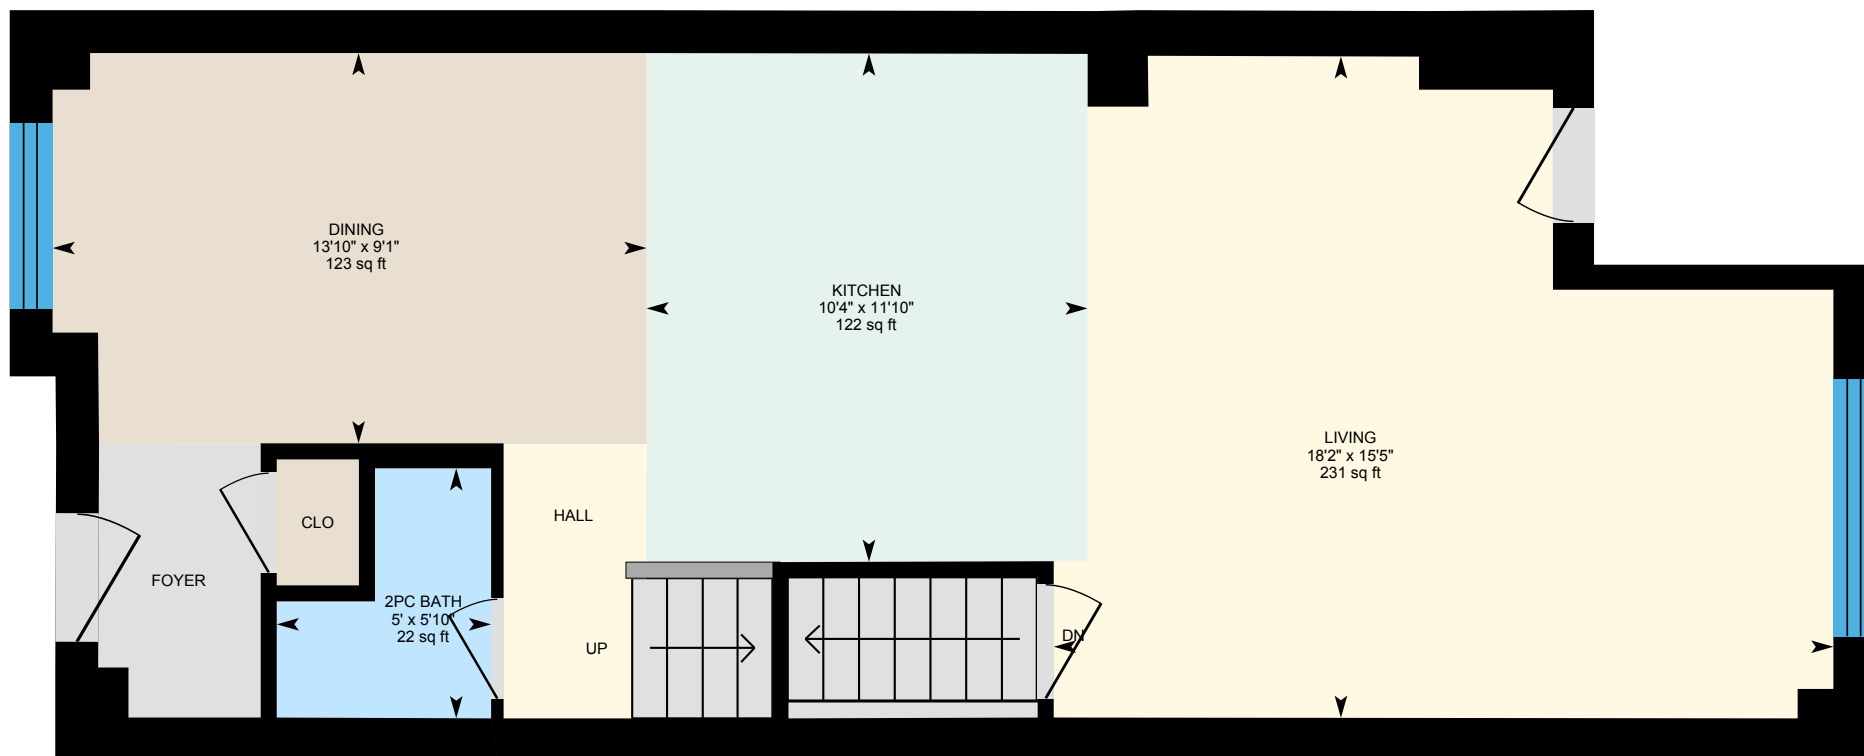 DINING
13'10" x 9'1"
123 sq ft
KITCHEN
10'4" x 11'10"
122 sq ft
LIVING
18'2" x 15'5"
231 sq ft
HALL
CLO
FOYER
2PC BATH
5' x 5'10"
22 sq ft
UP
DN